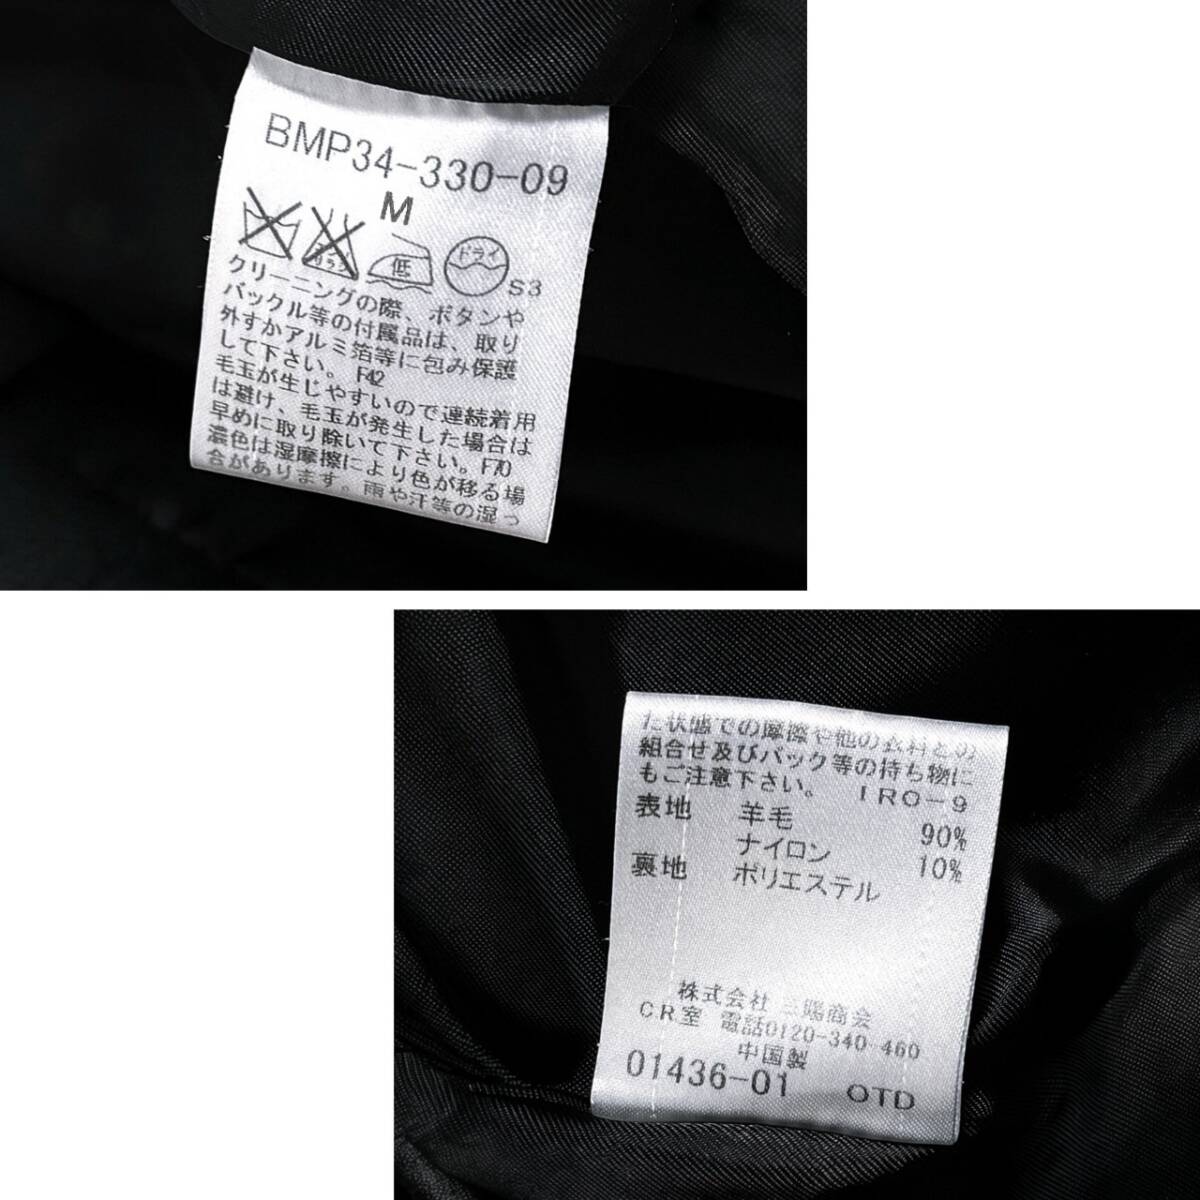 BMP34-330-09
M
エンソ
サラシ
低
ドライ
S3
クリーニングの際、ボタンや
バックル等の付属品は、取り
外すかアルミ箔等に包み保護
して下さい。 F42
毛玉が生じやすいので連続着用
は避け、毛玉が発生した場合は
早めに取り除いて下さい。F70
濃色は湿摩擦により色が移る場
合があります。雨や汗等の湿っ
た状態での摩擦や他の衣料との
組合せ及びバック等の持ち物に
もご注意下さい。 IRO-9
表地 羊毛 90%
ナイロン 10%
裏地 ポリエステル
株式会社 三陽商会
CR室 電話0120-340-460
中国製
01436-01 OTD